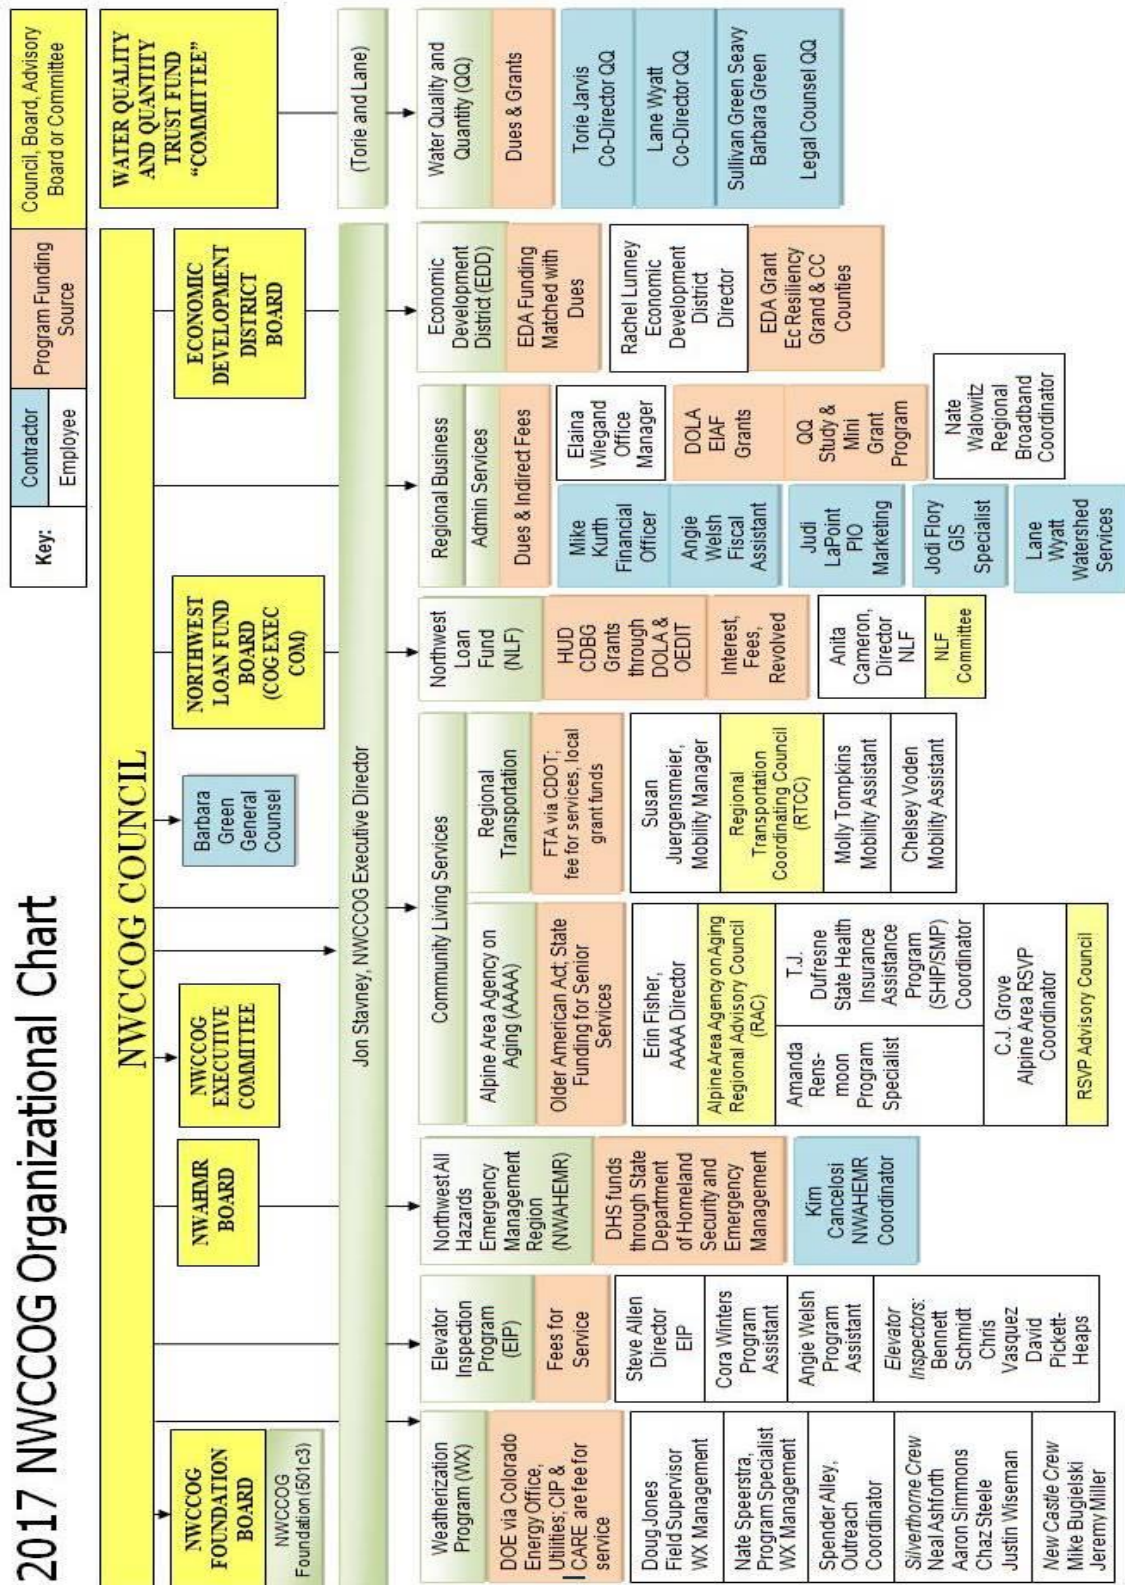 2017 NWCCOG Organizational Chart
Key:
Contractor
Employee
Program Funding
Source
Council, Board, Advisory
Board or Committee
NWCCOG COUNCIL
WATER QUALITY
AND QUANTITY
TRUST FUND
“COMMITTEE”
NWCCOG
FOUNDATION
BOARD
NWCCOG
Foundation (501c3)
NWAHMR
BOARD
NWCCOG
EXECUTIVE
COMMITTEE
Barbara
Green
General
Counsel
NORTHWEST
LOAN FUND
BOARD
(COG EXEC
COM)
ECONOMIC
DEVELOPMENT
DISTRICT
BOARD
Jon Stavney, NWCCOG Executive Director
(Torie and Lane)
Weatherization
Program (WX)
DOE via Colorado
Energy Office,
Utilities; CIP &
CARE are fee for
service
Doug Jones
Field Supervisor
WX Management
Nate Speerstra,
Program Specialist
WX Management
Spender Alley,
Outreach
Coordinator
Silverthorne Crew
Neal Ashforth
Aaron Simmons
Chaz Steele
Justin Wiseman
New Castle Crew
Mike Bugielski
Jeremy Miller
Elevator
Inspection
Program
(EIP)
Fees for
Service
Steve Allen
Director
EIP
Cora Winters
Program
Assistant
Angie Welsh
Program
Assistant
Elevator
Inspectors:
Bennett
Schmidt
Chris
Vasquez
David
Pickett-
Heaps
Northwest All
Hazards
Emergency
Management
Region
(NWAHEMR)
DHS funds
through State
Department
of Homeland
Security and
Emergency
Management
Kim
Cancelosi
NWAHEMR
Coordinator
Community Living Services
Alpine Area Agency on
Aging (AAAA)
Older American Act; State
Funding for Senior
Services
Erin Fisher,
AAAA Director
Alpine Area Agency on Aging
Regional Advisory Council
(RAC)
Amanda
Rens-
moon
Program
Specialist
T.J.
Dufresne
State Health
Insurance
Assistance
Program
(SHIP/SMP)
Coordinator
C.J. Grove
Alpine Area RSVP
Coordinator
RSVP Advisory Council
Regional
Transportation
FTA via CDOT;
fee for services, local
grant funds
Susan
Juergensmeier,
Mobility Manager
Regional
Transportation
Coordinating Council
(RTCC)
Molly Tompkins
Mobility Assistant
Chelsey Voden
Mobility Assistant
Northwest
Loan
Fund
(NLF)
HUD
CDBG
Grants
through
DOLA &
OEDIT
Interest,
Fees,
Revolved
Anita
Cameron,
Director
NLF
NLF
Committee
Regional Business
Admin Services
Dues & Indirect Fees
Mike
Kurth
Financial
Officer
Angie
Welsh
Fiscal
Assistant
Judi
LaPoint
PIO
Marketing
Jodi Flory
GIS
Specialist
Lane
Wyatt
Watershed
Services
Elaina
Wiegand
Office
Manager
DOLA
EIAF
Grants
QQ
Study &
Mini
Grant
Program
Nate
Walowitz
Regional
Broadband
Coordinator
Economic
Development
District (EDD)
EDA Funding
Matched with
Dues
Rachel Lunney
Economic
Development
District
Director
EDA Grant
Ec Resiliency
Grand & CC
Counties
Water Quality and
Quantity (QQ)
Dues & Grants
Torie Jarvis
Co-Director QQ
Lane Wyatt
Co-Director QQ
Sullivan Green Seavy
Barbara Green
Legal Counsel QQ